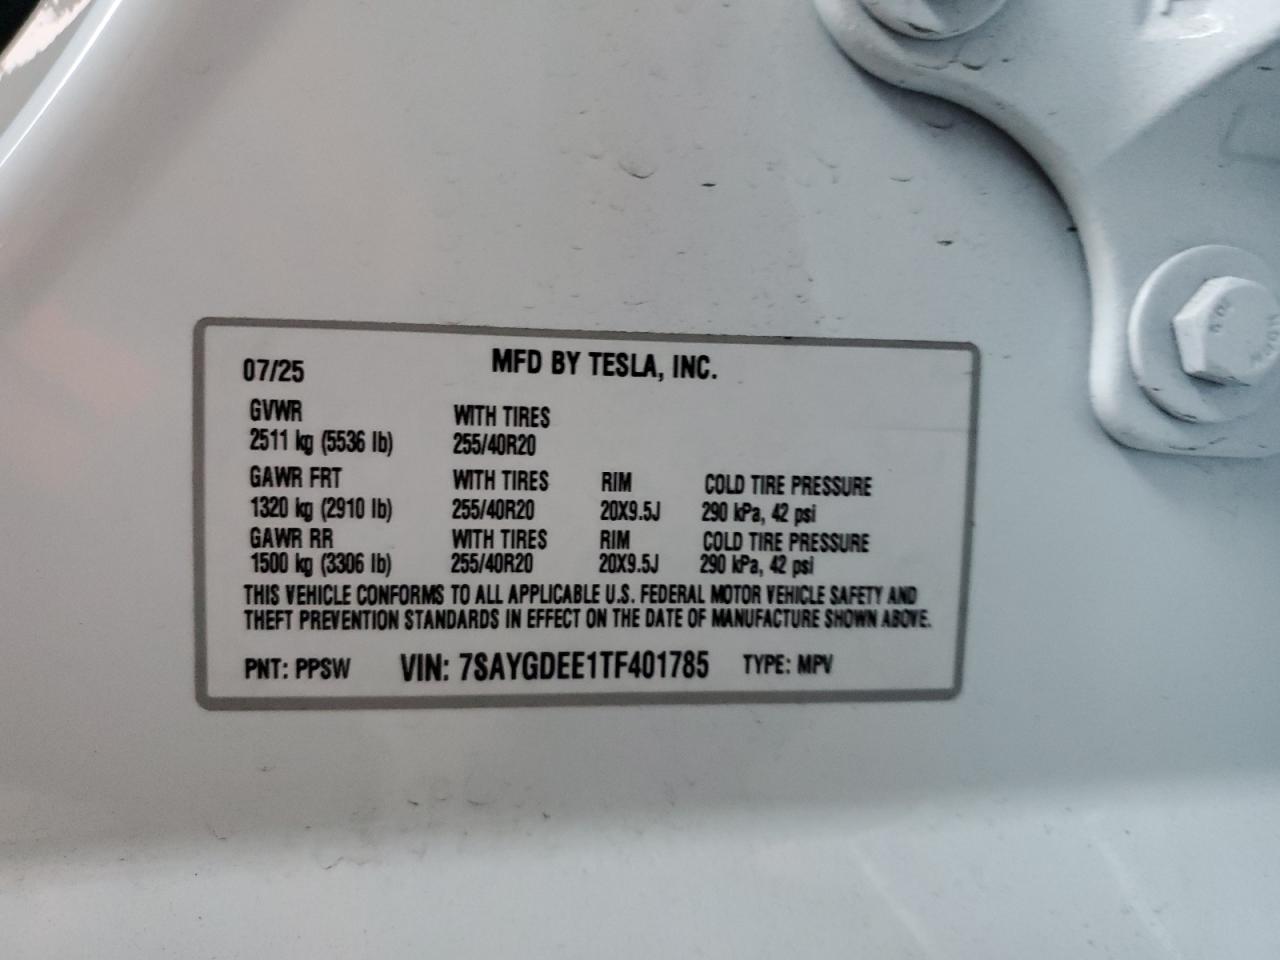 07/25 MFD BY TESLA, INC.
GVWR WITH TIRES
2511 kg (5536 lb) 255/40R20
GAWR FRT WITH TIRES RIM COLD TIRE PRESSURE
1320 kg (2910 lb) 255/40R20 20X9.5J 290 kPa, 42 psi
GAWR RR WITH TIRES RIM COLD TIRE PRESSURE
1500 kg (3306 lb) 255/40R20 20X9.5J 290 kPa, 42 psi
THIS VEHICLE CONFORMS TO ALL APPLICABLE U.S. FEDERAL MOTOR VEHICLE SAFETY AND
THEFT PREVENTION STANDARDS IN EFFECT ON THE DATE OF MANUFACTURE SHOWN ABOVE.
PNT: PPSW VIN: 7SAYGDEE1TF401785 TYPE: MPV